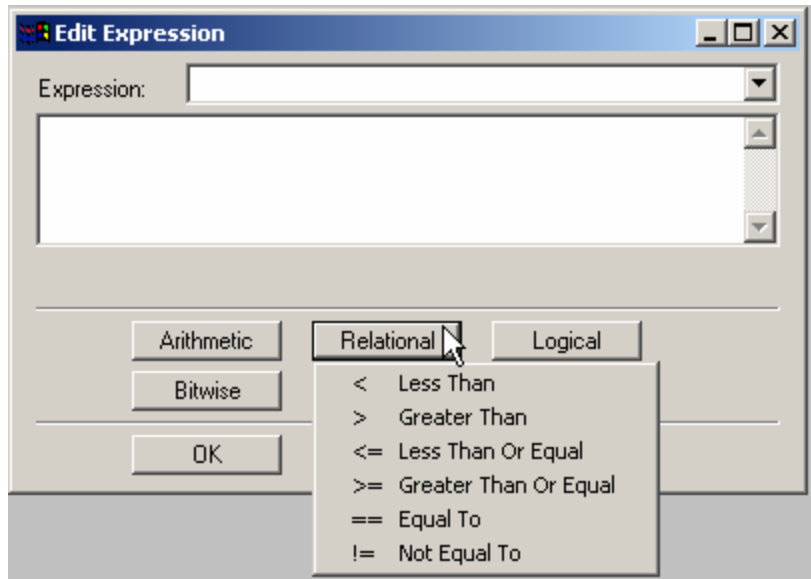 Edit Expression
Expression:
Arithmetic Relational Logical
Bitwise
< Less Than
> Greater Than
<= Less Than Or Equal
OK
>= Greater Than Or Equal
== Equal To
!= Not Equal To